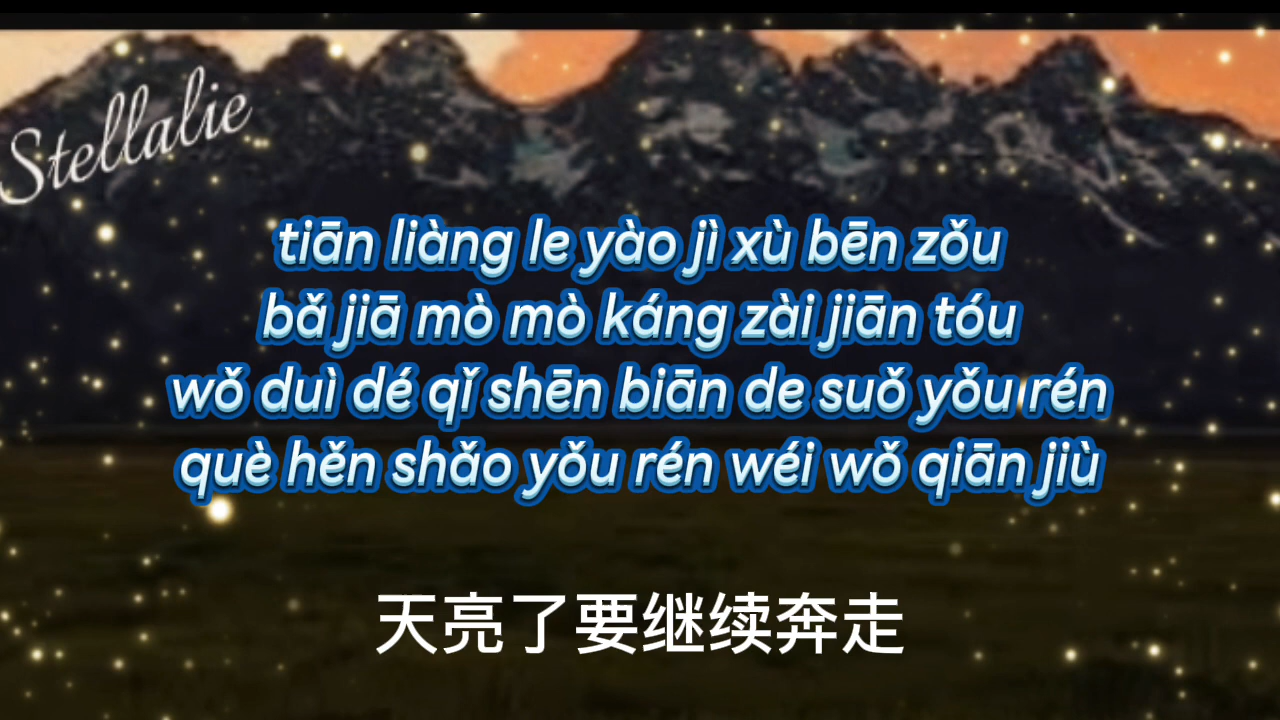 Stellalie
tiān liàng le yào jì xù bēn zǒu
bǎ jiā mò mò káng zài jiān tóu
wǒ duì dé qǐ shēn biān de suǒ yǒu rén
què hěn shǎo yǒu rén wéi wǒ qiān jiù
天亮了要继续奔走